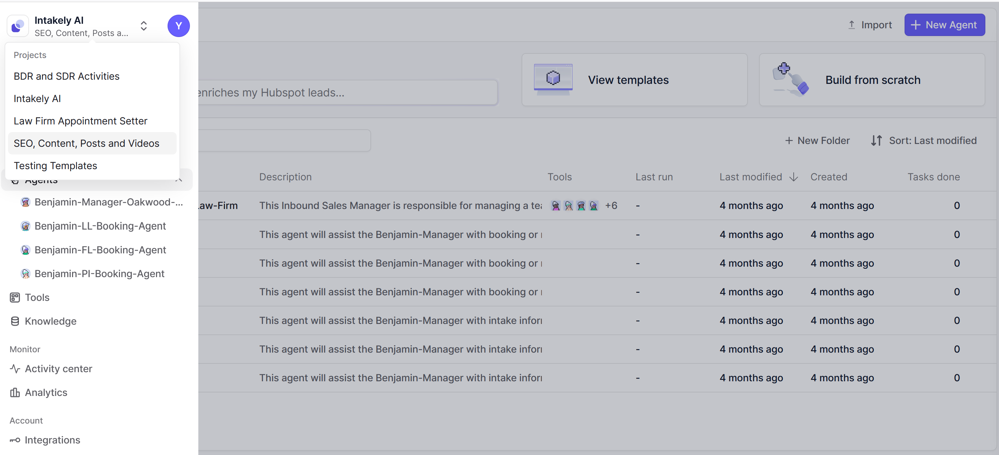 Intakely AI
SEO, Content, Posts a...
Y
Projects
BDR and SDR Activities
Intakely AI
Law Firm Appointment Setter
SEO, Content, Posts and Videos
Testing Templates
Agents
Benjamin-Manager-Oakwood-...
Benjamin-LL-Booking-Agent
Benjamin-FL-Booking-Agent
Benjamin-PI-Booking-Agent
Tools
Knowledge
Monitor
Activity center
Analytics
Account
Integrations
Import
+ New Agent
enriches my Hubspot leads...
View templates
Build from scratch
+ New Folder
Sort: Last modified
Description Tools Last run Last modified Created Tasks done
Law-Firm This Inbound Sales Manager is responsible for managing a tea +6 - 4 months ago 4 months ago 0
This agent will assist the Benjamin-Manager with booking or - 4 months ago 4 months ago 0
This agent will assist the Benjamin-Manager with booking or - 4 months ago 4 months ago 0
This agent will assist the Benjamin-Manager with booking or - 4 months ago 4 months ago 0
This agent will assist the Benjamin-Manager with intake infor - 4 months ago 4 months ago 0
This agent will assist the Benjamin-Manager with intake infor - 4 months ago 4 months ago 0
This agent will assist the Benjamin-Manager with intake infor - 4 months ago 4 months ago 0